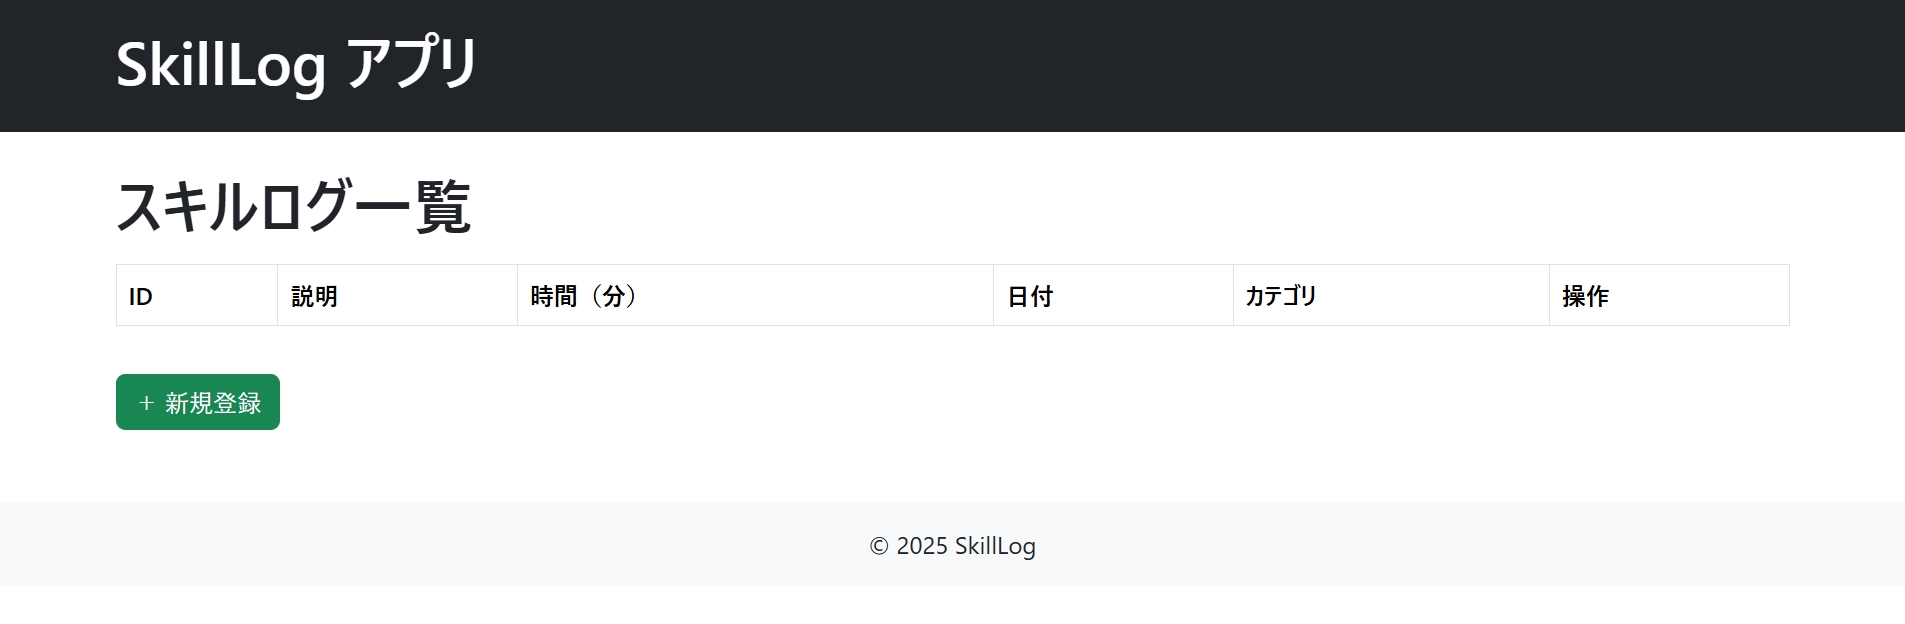 SkillLog アプリ
スキルログ一覧
ID 説明 時間（分） 日付 カテゴリ 操作
＋ 新規登録
© 2025 SkillLog